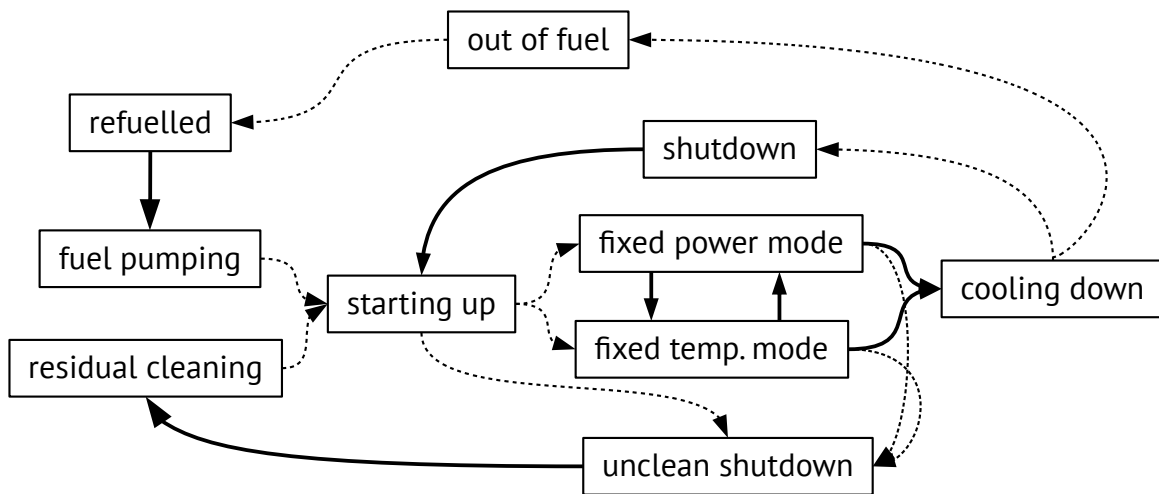 out of fuel
refuelled
shutdown
fuel pumping
fixed power mode
starting up
cooling down
fixed temp. mode
residual cleaning
unclean shutdown